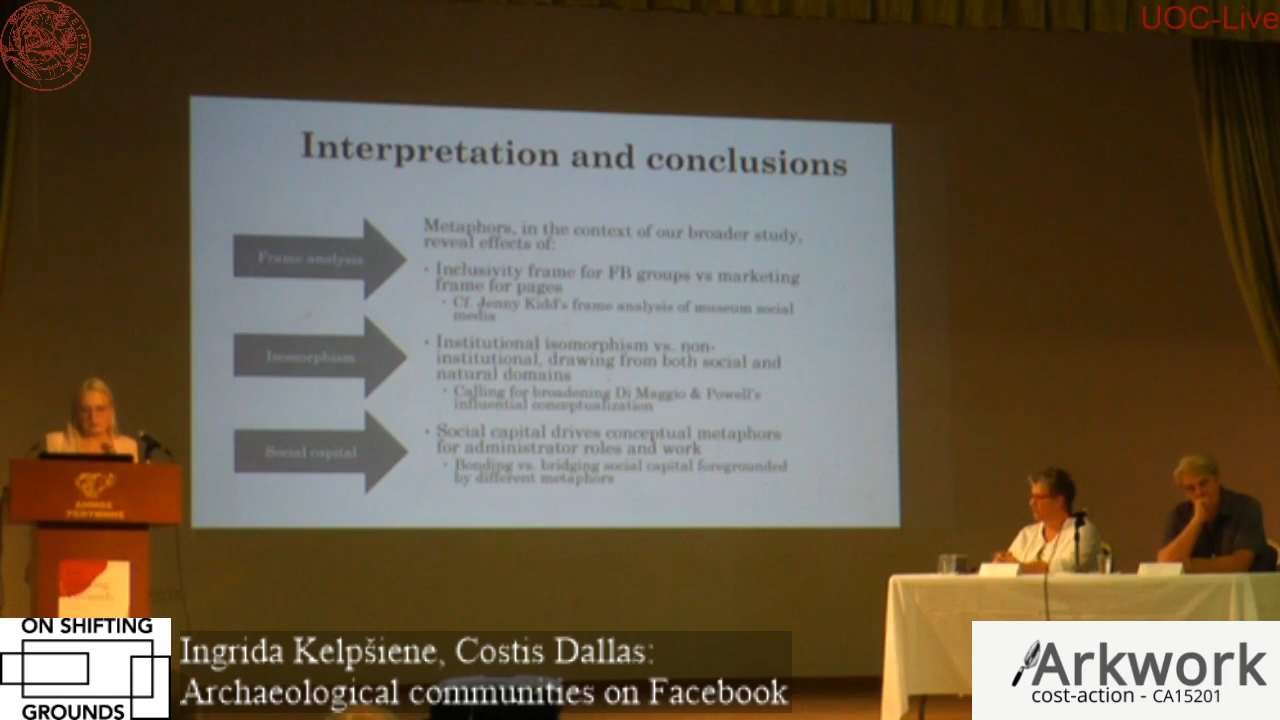 UOC-Live
Interpretation and conclusions
Frame analysis
Metaphors, in the context of our broader study,
reveal effects of:
• Inclusivity frame for FB groups vs marketing
frame for pages
• Cf. Jenny Kidd's frame analysis of museum social
media
Isomorphism
• Institutional isomorphism vs. non-
institutional, drawing from both social and
natural domains
• Calling for broadening Di Maggio & Powell's
influential conceptualization
Social capital
• Social capital drives conceptual metaphors
for administrator roles and work
• Bonding vs. bridging social capital foregrounded
by different metaphors
ΔΗΜΟΣ
ΡΕΘΥΜΝΗΣ
ON SHIFTING
GROUNDS
Ingrida Kelpšiene, Costis Dallas:
Archaeological communities on Facebook
Arkwork
cost-action - CA15201